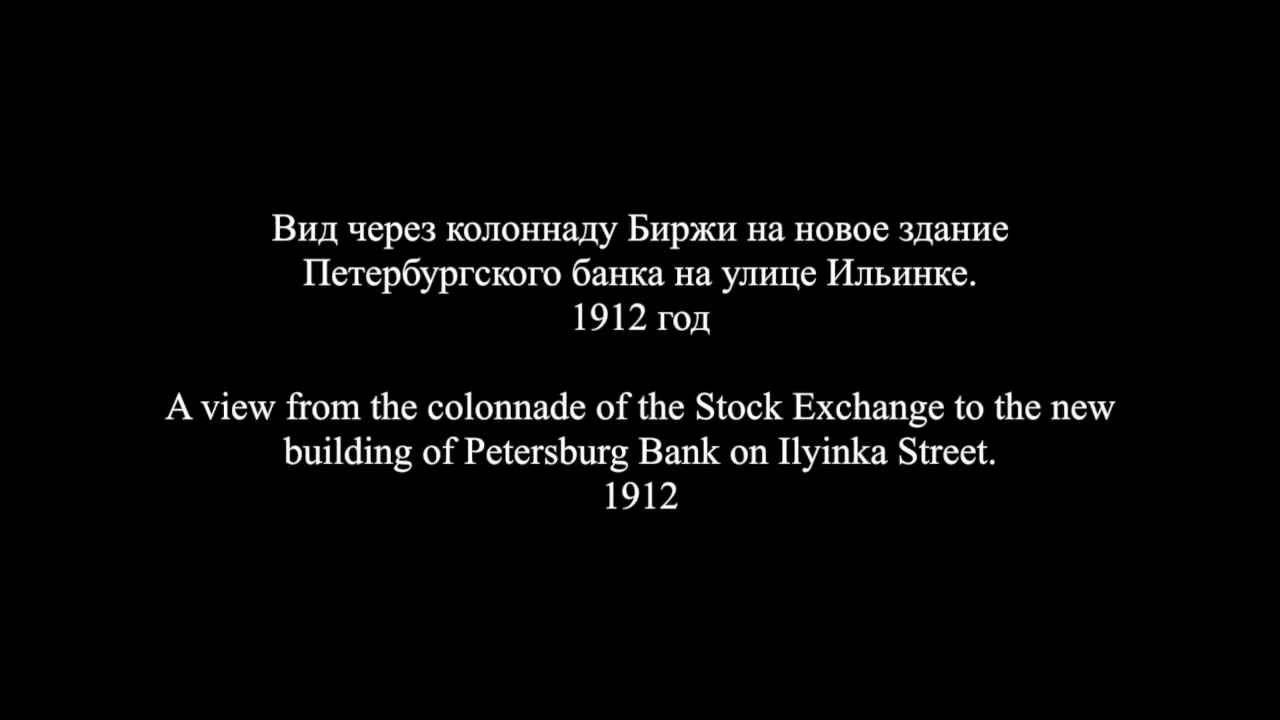 Вид через колоннаду Биржи на новое здание
Петербургского банка на улице Ильинке.
1912 год
A view from the colonnade of the Stock Exchange to the new
building of Petersburg Bank on Ilyinka Street.
1912